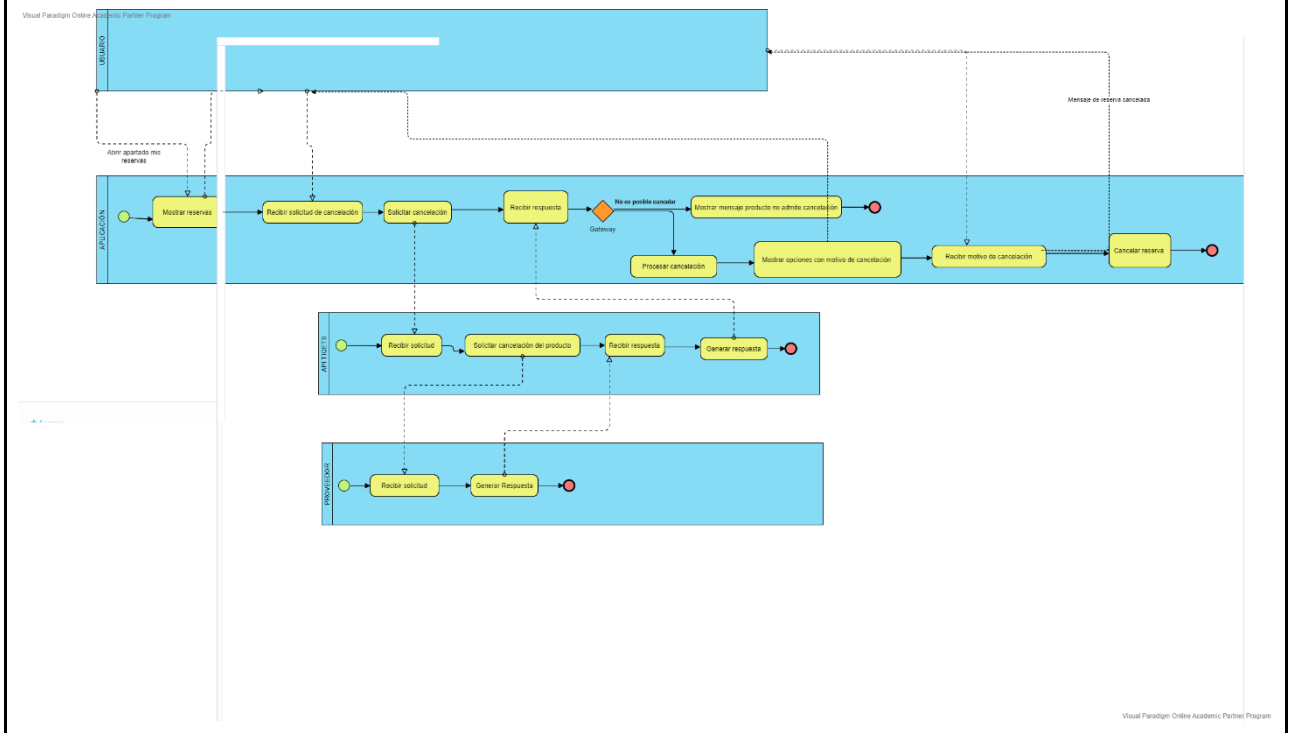 Visual Paradigm Online Academic Partner Program
USUARIO
Mensaje de reserva cancelada
Abrir apartado mis
reservas
APLICACIÓN
Mostrar reservas
Recibir solicitud de cancelación
Solicitar cancelación
Recibir respuesta
Gateway
No es posible cancelar
Mostrar mensaje producto no admite cancelación
Procesar cancelación
Mostrar opciones con motivo de cancelación
Recibir motivo de cancelación
Cancelar reserva
Recibir solicitud
Solicitar cancelación del producto
Recibir respuesta
Generar respuesta
PROVEEDOR
Recibir solicitud
Generar Respuesta
Visual Paradigm Online Academic Partner Program